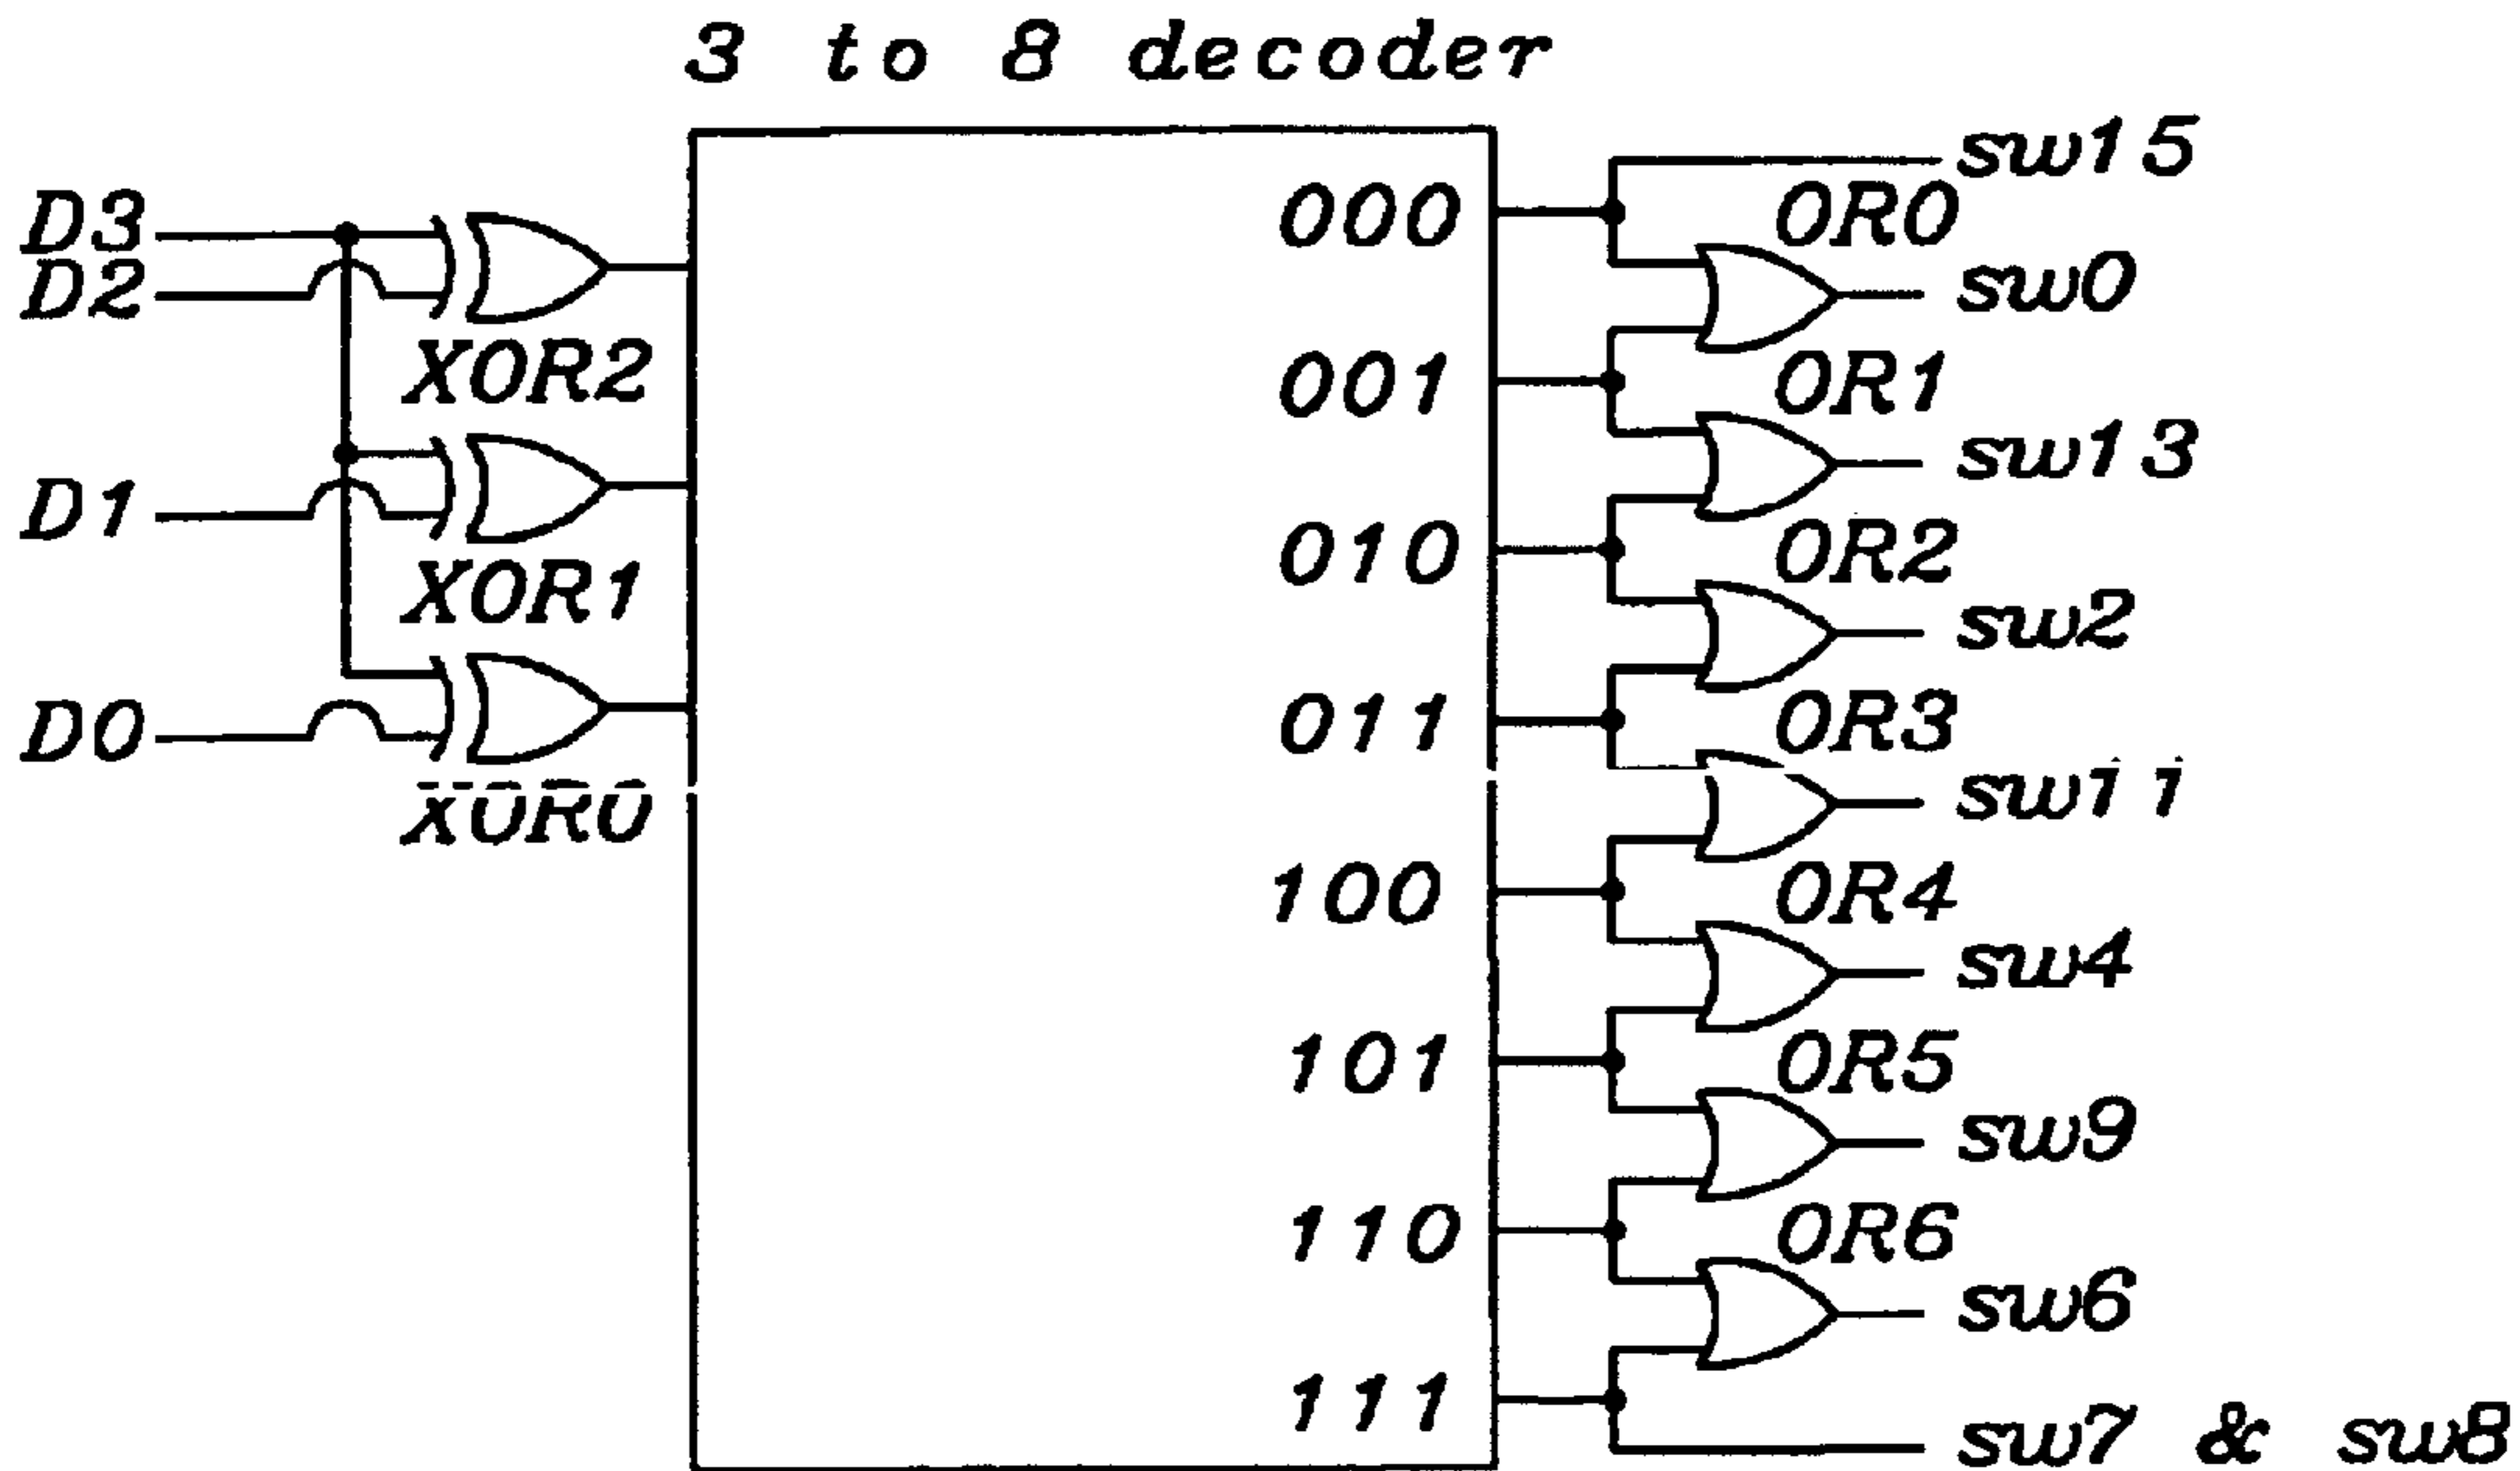 3 to 8 decoder
D3
D2
XOR2
D1
XOR1
D0
XOR0
000
001
010
011
100
101
110
111
sw15
OR0
sw0
OR1
sw13
OR2
sw2
OR3
sw11
OR4
sw4
OR5
sw9
OR6
sw6
sw7 & sw8